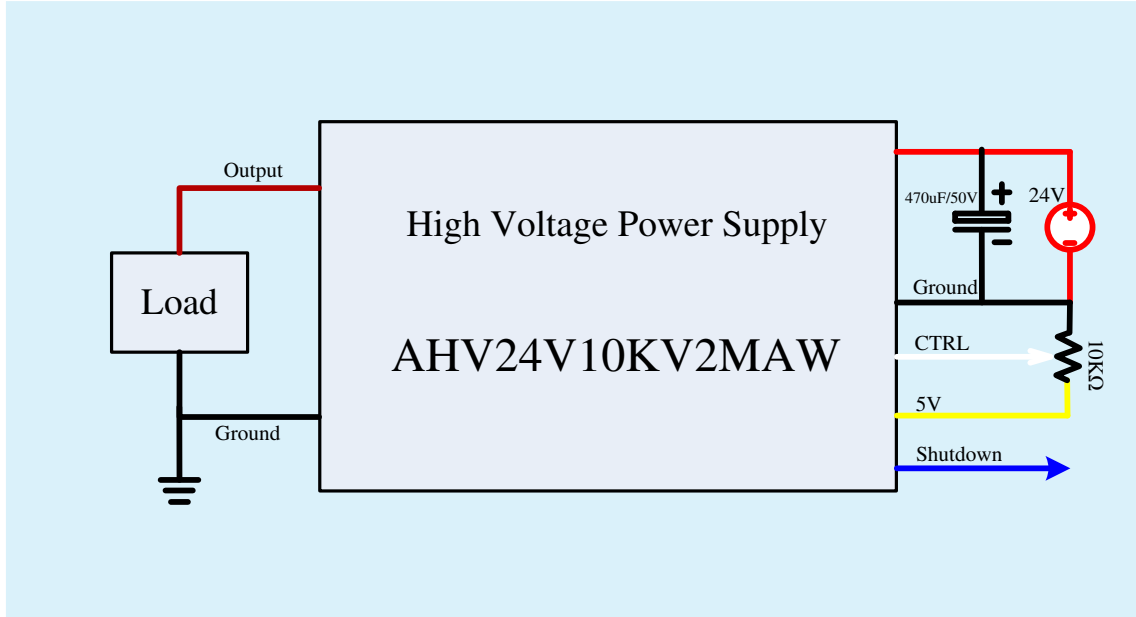 Output
High Voltage Power Supply
470uF/50V
+
24V
+
−
−
Ground
Load
AHV24V10KV2MAW
CTRL
10KΩ
5V
Ground
Shutdown